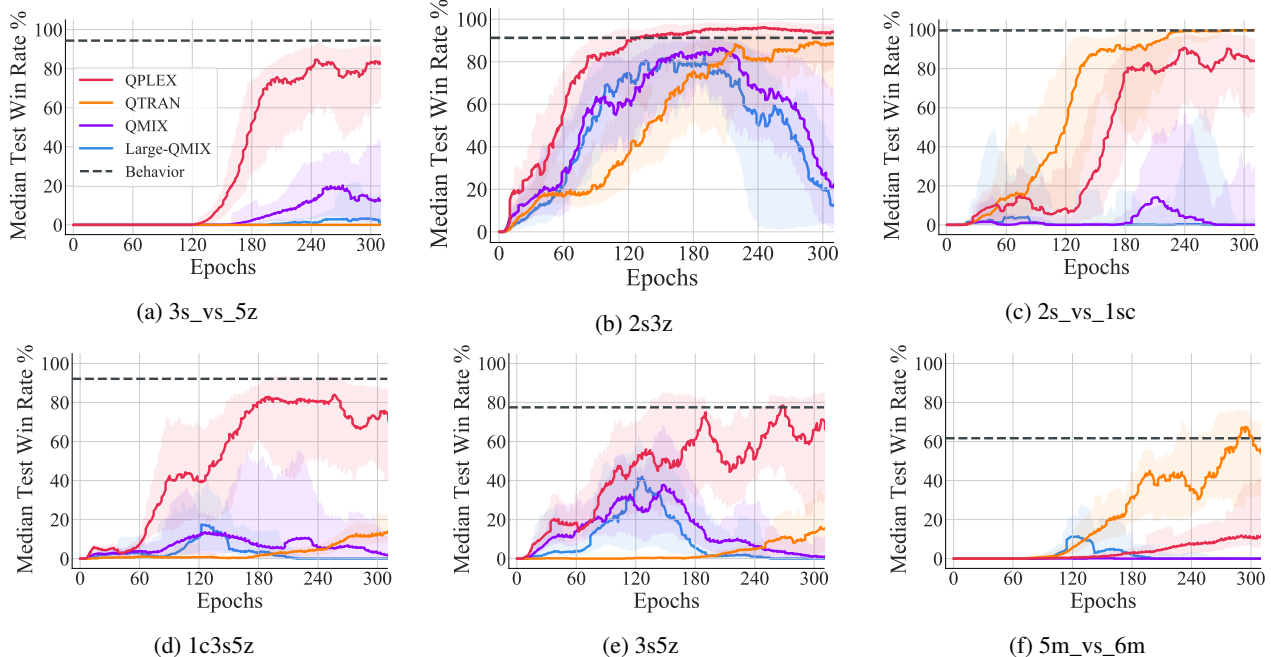 Median Test Win Rate %
100
80
60
40
20
0
QPLEX
QTRAN
QMIX
Large-QMIX
Behavior
0 60 120 180 240 300
Epochs
(a) 3s_vs_5z
Median Test Win Rate %
100
80
60
40
20
0
0 60 120 180 240 300
Epochs
(b) 2s3z
Median Test Win Rate %
100
80
60
40
20
0
0 60 120 180 240 300
Epochs
(c) 2s_vs_1sc
Median Test Win Rate %
100
80
60
40
20
0
0 60 120 180 240 300
Epochs
(d) 1c3s5z
Median Test Win Rate %
100
80
60
40
20
0
0 60 120 180 240 300
Epochs
(e) 3s5z
Median Test Win Rate %
100
80
60
40
20
0
0 60 120 180 240 300
Epochs
(f) 5m_vs_6m